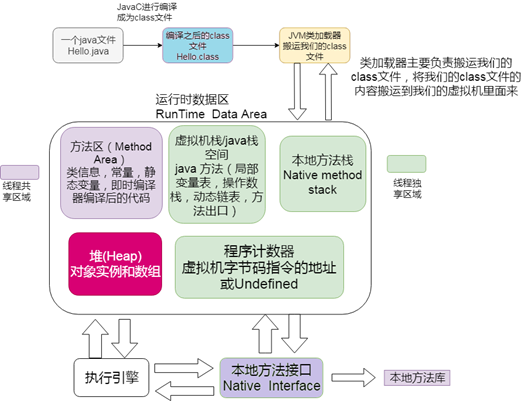 JavaC进行编译
成为class文件
一个java文件
Hello.java
编译之后的class
文件
Hello.class
JVM类加载器
搬运我们的class
文件
类加载器主要负责搬运我们的
class文件，将我们的class文件的
内容搬运到我们的虚拟机里面来
运行时数据区
RunTime Data Area
方法区（Method
Area）
类信息，常量，静
态变量，即时编译
器编译后的代码
虚拟机栈/java栈
空间
java 方法（局部
变量表，操作数
栈，动态链表，方
法出口）
本地方法栈
Native method
stack
线程共
享区域
线程独
享区域
堆(Heap)
对象实例和数组
程序计数器
虚拟机字节码指令的地址
或Undefined
执行引擎
本地方法接口
Native Interface
本地方法库